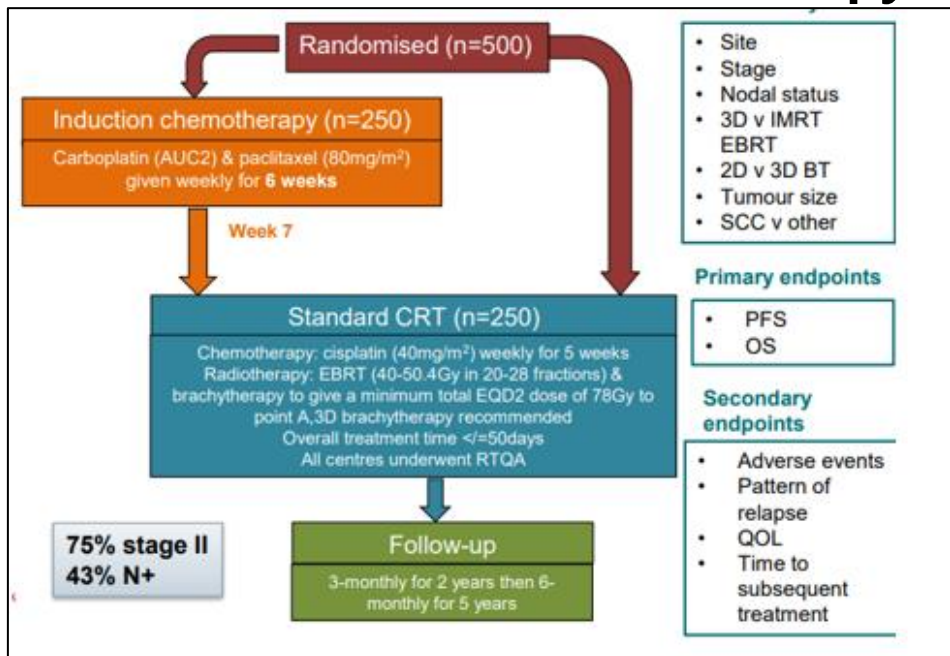 Randomised (n=500)
Induction chemotherapy (n=250)
Carboplatin (AUC2) & paclitaxel (80mg/m²)
given weekly for 6 weeks
Week 7
Standard CRT (n=250)
Chemotherapy: cisplatin (40mg/m²) weekly for 5 weeks
Radiotherapy: EBRT (40-50.4Gy in 20-28 fractions) &
brachytherapy to give a minimum total EQD2 dose of 78Gy to
point A,3D brachytherapy recommended
Overall treatment time </=50days
All centres underwent RTQA
Follow-up
3-monthly for 2 years then 6-
monthly for 5 years
75% stage II
43% N+
• Site
• Stage
• Nodal status
• 3D v IMRT
EBRT
• 2D v 3D BT
• Tumour size
• SCC v other
Primary endpoints
• PFS
• OS
Secondary
endpoints
• Adverse events
• Pattern of
relapse
• QOL
• Time to
subsequent
treatment